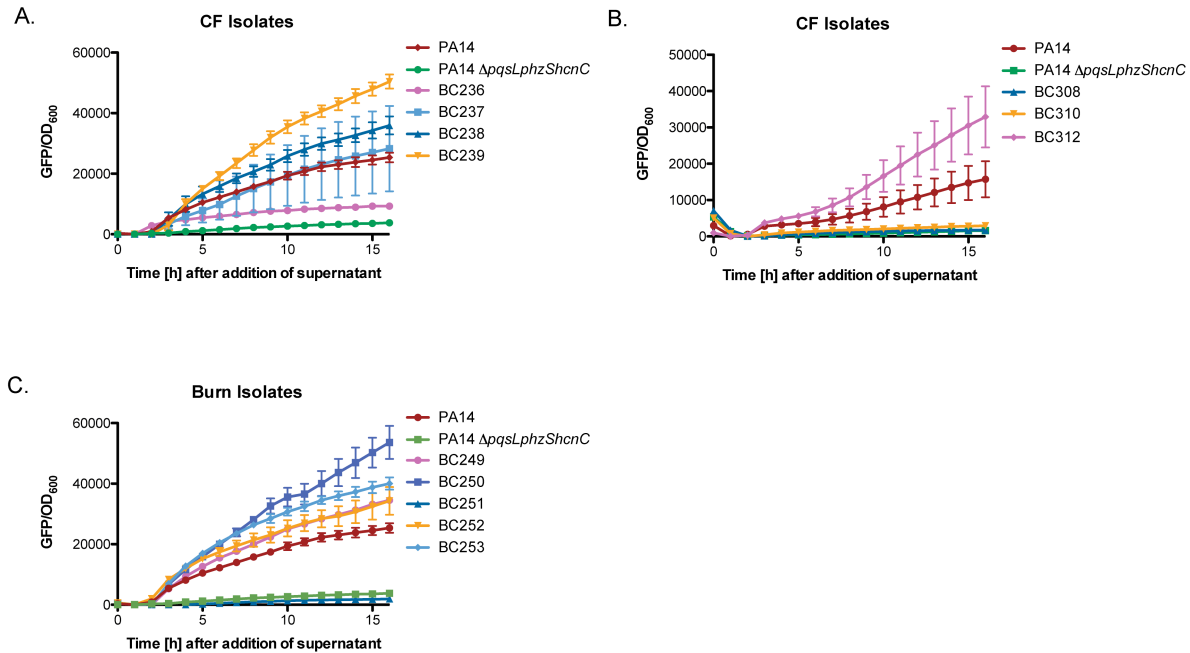 A.
CF Isolates
GFP/OD600
60000
40000
20000
0
0
5
10
15
Time [h] after addition of supernatant
PA14
PA14 ΔpqsLphzShcnC
BC236
BC237
BC238
BC239
B.
CF Isolates
GFP/OD600
50000
40000
30000
20000
10000
0
0
5
10
15
Time [h] after addition of supernatant
PA14
PA14 ΔpqsLphzShcnC
BC308
BC310
BC312
C.
Burn Isolates
GFP/OD600
60000
40000
20000
0
0
5
10
15
Time [h] after addition of supernatant
PA14
PA14 ΔpqsLphzShcnC
BC249
BC250
BC251
BC252
BC253